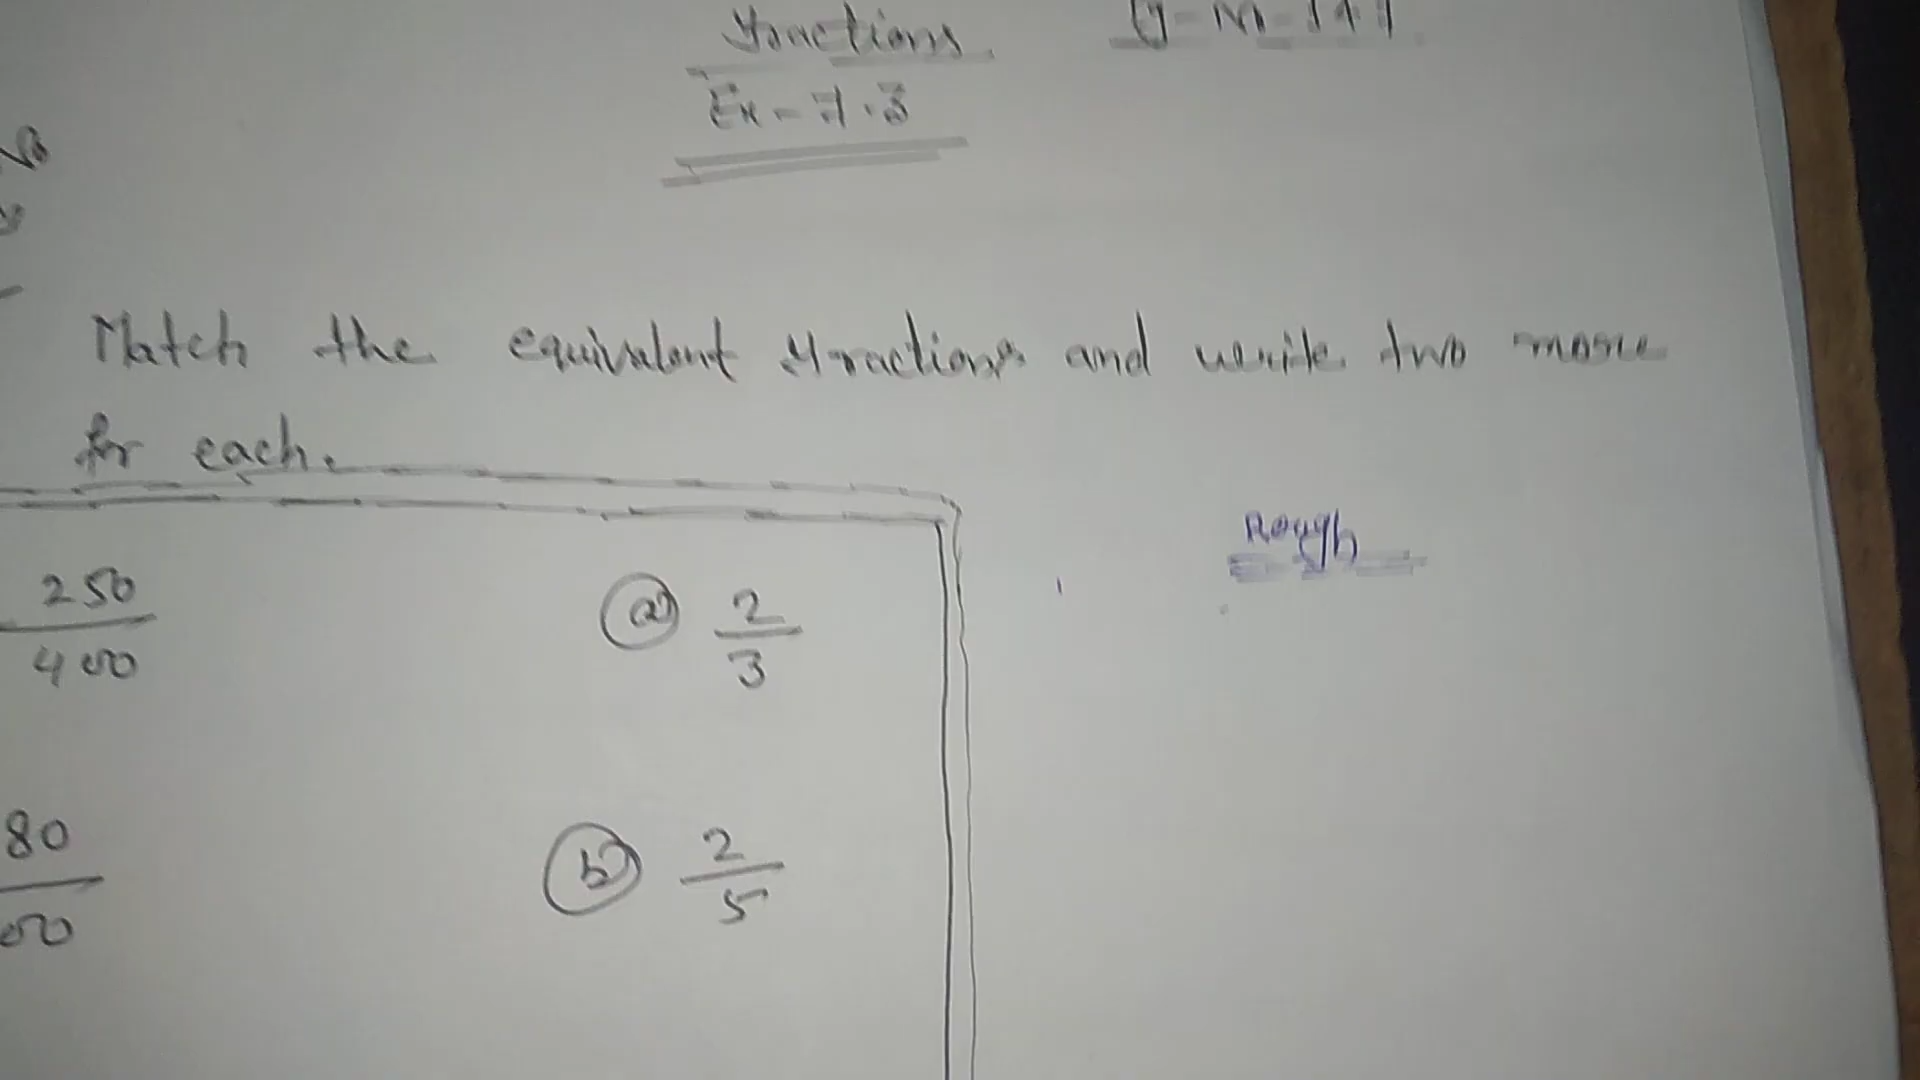 Fractions
Ex-7.3
Match the equivalent fractions and write two more
for each.
Rough
250
400
a 2
3
80
b 2
5